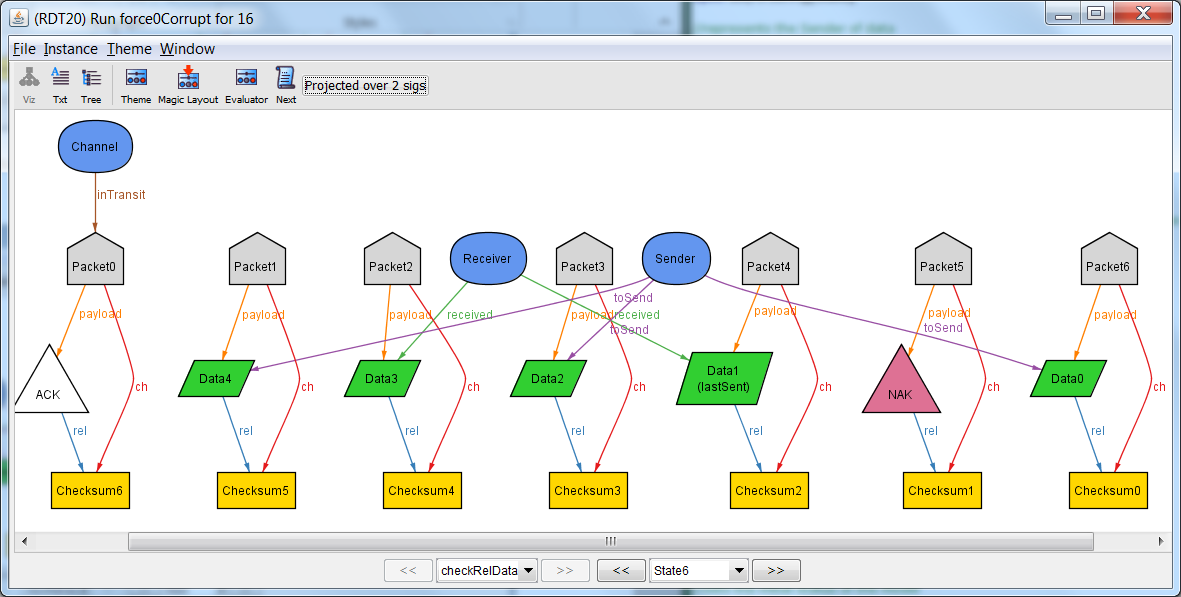 (RDT20) Run force0Corrupt for 16
File Instance Theme Window
Viz Txt Tree Theme Magic Layout Evaluator Next Projected over 2 sigs
Channel
inTransit
Packet0 Packet1 Packet2 Receiver Packet3 Sender Packet4 Packet5 Packet6
toSend
payload payload payload received payload received payload payload payload
toSend toSend
ACK Data4 Data3 Data2 Data1 (lastSent) NAK Data0
ch ch ch ch ch ch ch
rel rel rel rel rel rel rel
Checksum6 Checksum5 Checksum4 Checksum3 Checksum2 Checksum1 Checksum0
<< checkRelData >> << State6 >>